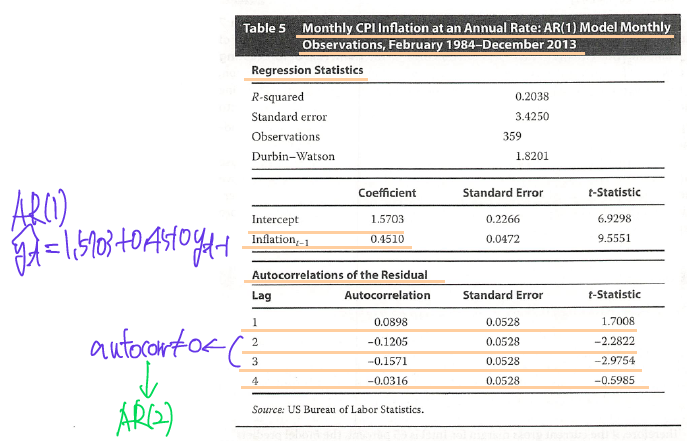 Table 5 Monthly CPI Inflation at an Annual Rate: AR(1) Model Monthly
Observations, February 1984–December 2013
Regression Statistics
R-squared 0.2038
Standard error 3.4250
Observations 359
Durbin–Watson 1.8201
Coefficient Standard Error t-Statistic
Intercept 1.5703 0.2266 6.9298
Inflationₜ₋₁ 0.4510 0.0472 9.5551
AR(1)
ŷₜ = 1.5703 + 0.4510 yₜ₋₁
Autocorrelations of the Residual
Lag Autocorrelation Standard Error t-Statistic
1 0.0898 0.0528 1.7008
2 −0.1205 0.0528 −2.2822
3 −0.1571 0.0528 −2.9754
4 −0.0316 0.0528 −0.5985
autocorr≠0←(
↓
AR(2)
Source: US Bureau of Labor Statistics.